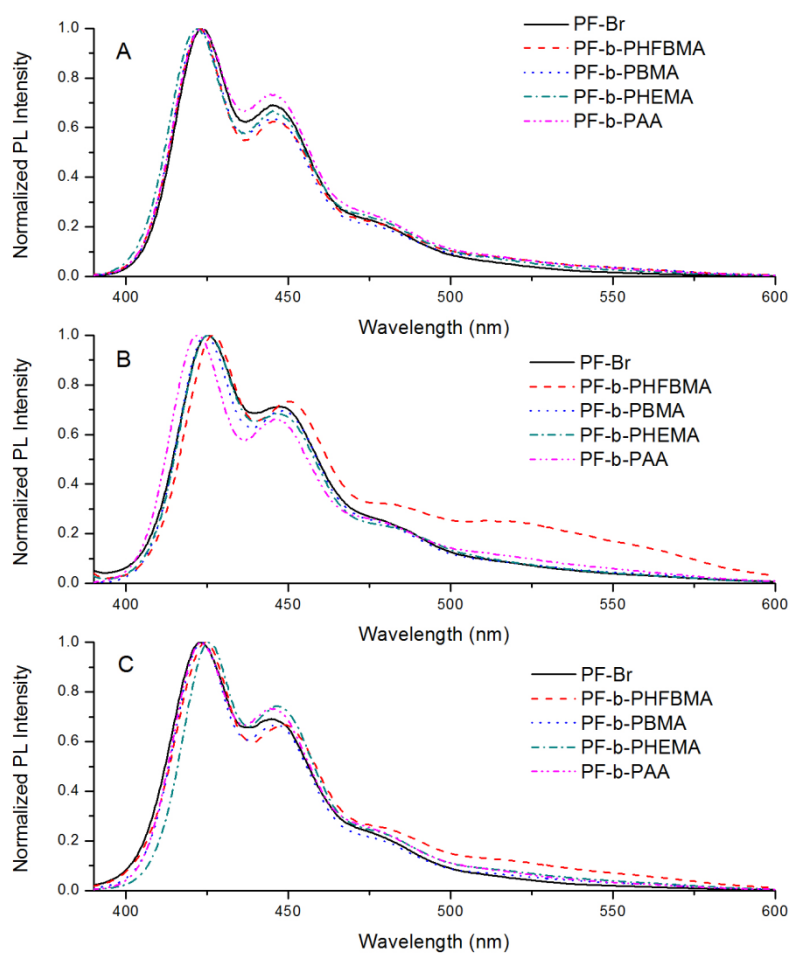 A
PF-Br
PF-b-PHFBMA
PF-b-PBMA
PF-b-PHEMA
PF-b-PAA
Normalized PL Intensity
1.0
0.8
0.6
0.4
0.2
0.0
400 450 500 550 600
Wavelength (nm)
B
PF-Br
PF-b-PHFBMA
PF-b-PBMA
PF-b-PHEMA
PF-b-PAA
Normalized PL Intensity
1.0
0.8
0.6
0.4
0.2
0.0
400 450 500 550 600
Wavelength (nm)
C
PF-Br
PF-b-PHFBMA
PF-b-PBMA
PF-b-PHEMA
PF-b-PAA
Normalized PL Intensity
1.0
0.8
0.6
0.4
0.2
0.0
400 450 500 550 600
Wavelength (nm)